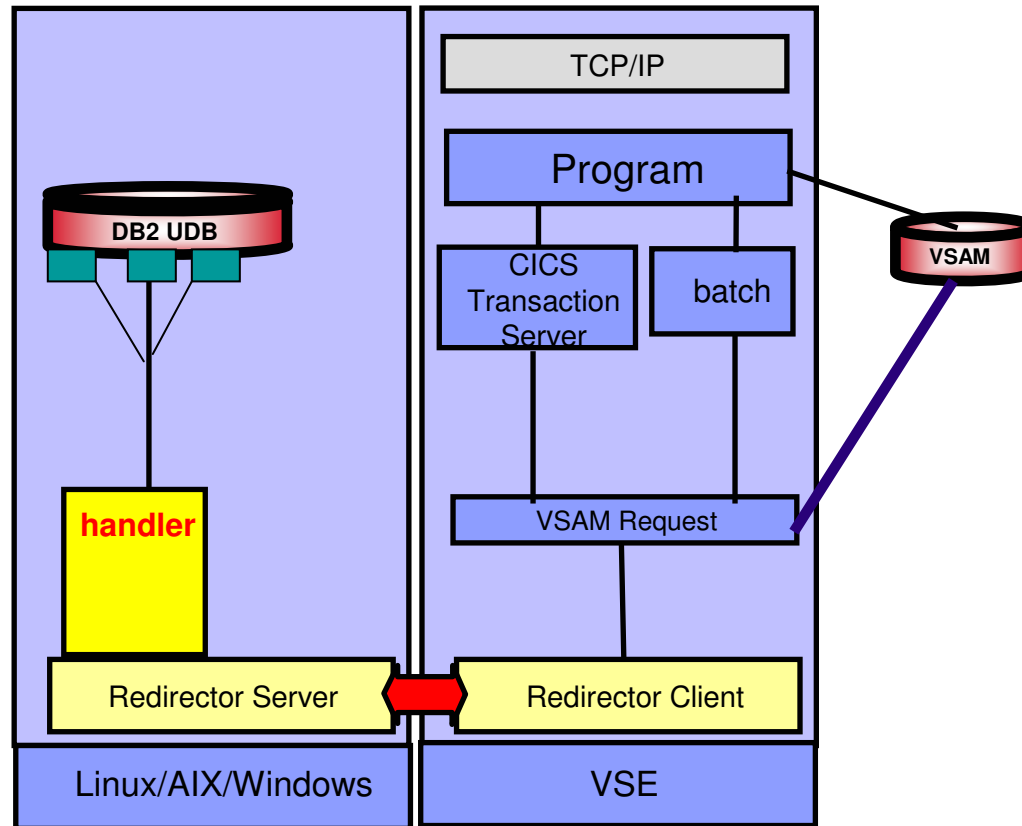 TCP/IP
Program
DB2 UDB
VSAM
CICS
Transaction
Server
batch
handler
VSAM Request
Redirector Server
Redirector Client
Linux/AIX/Windows
VSE